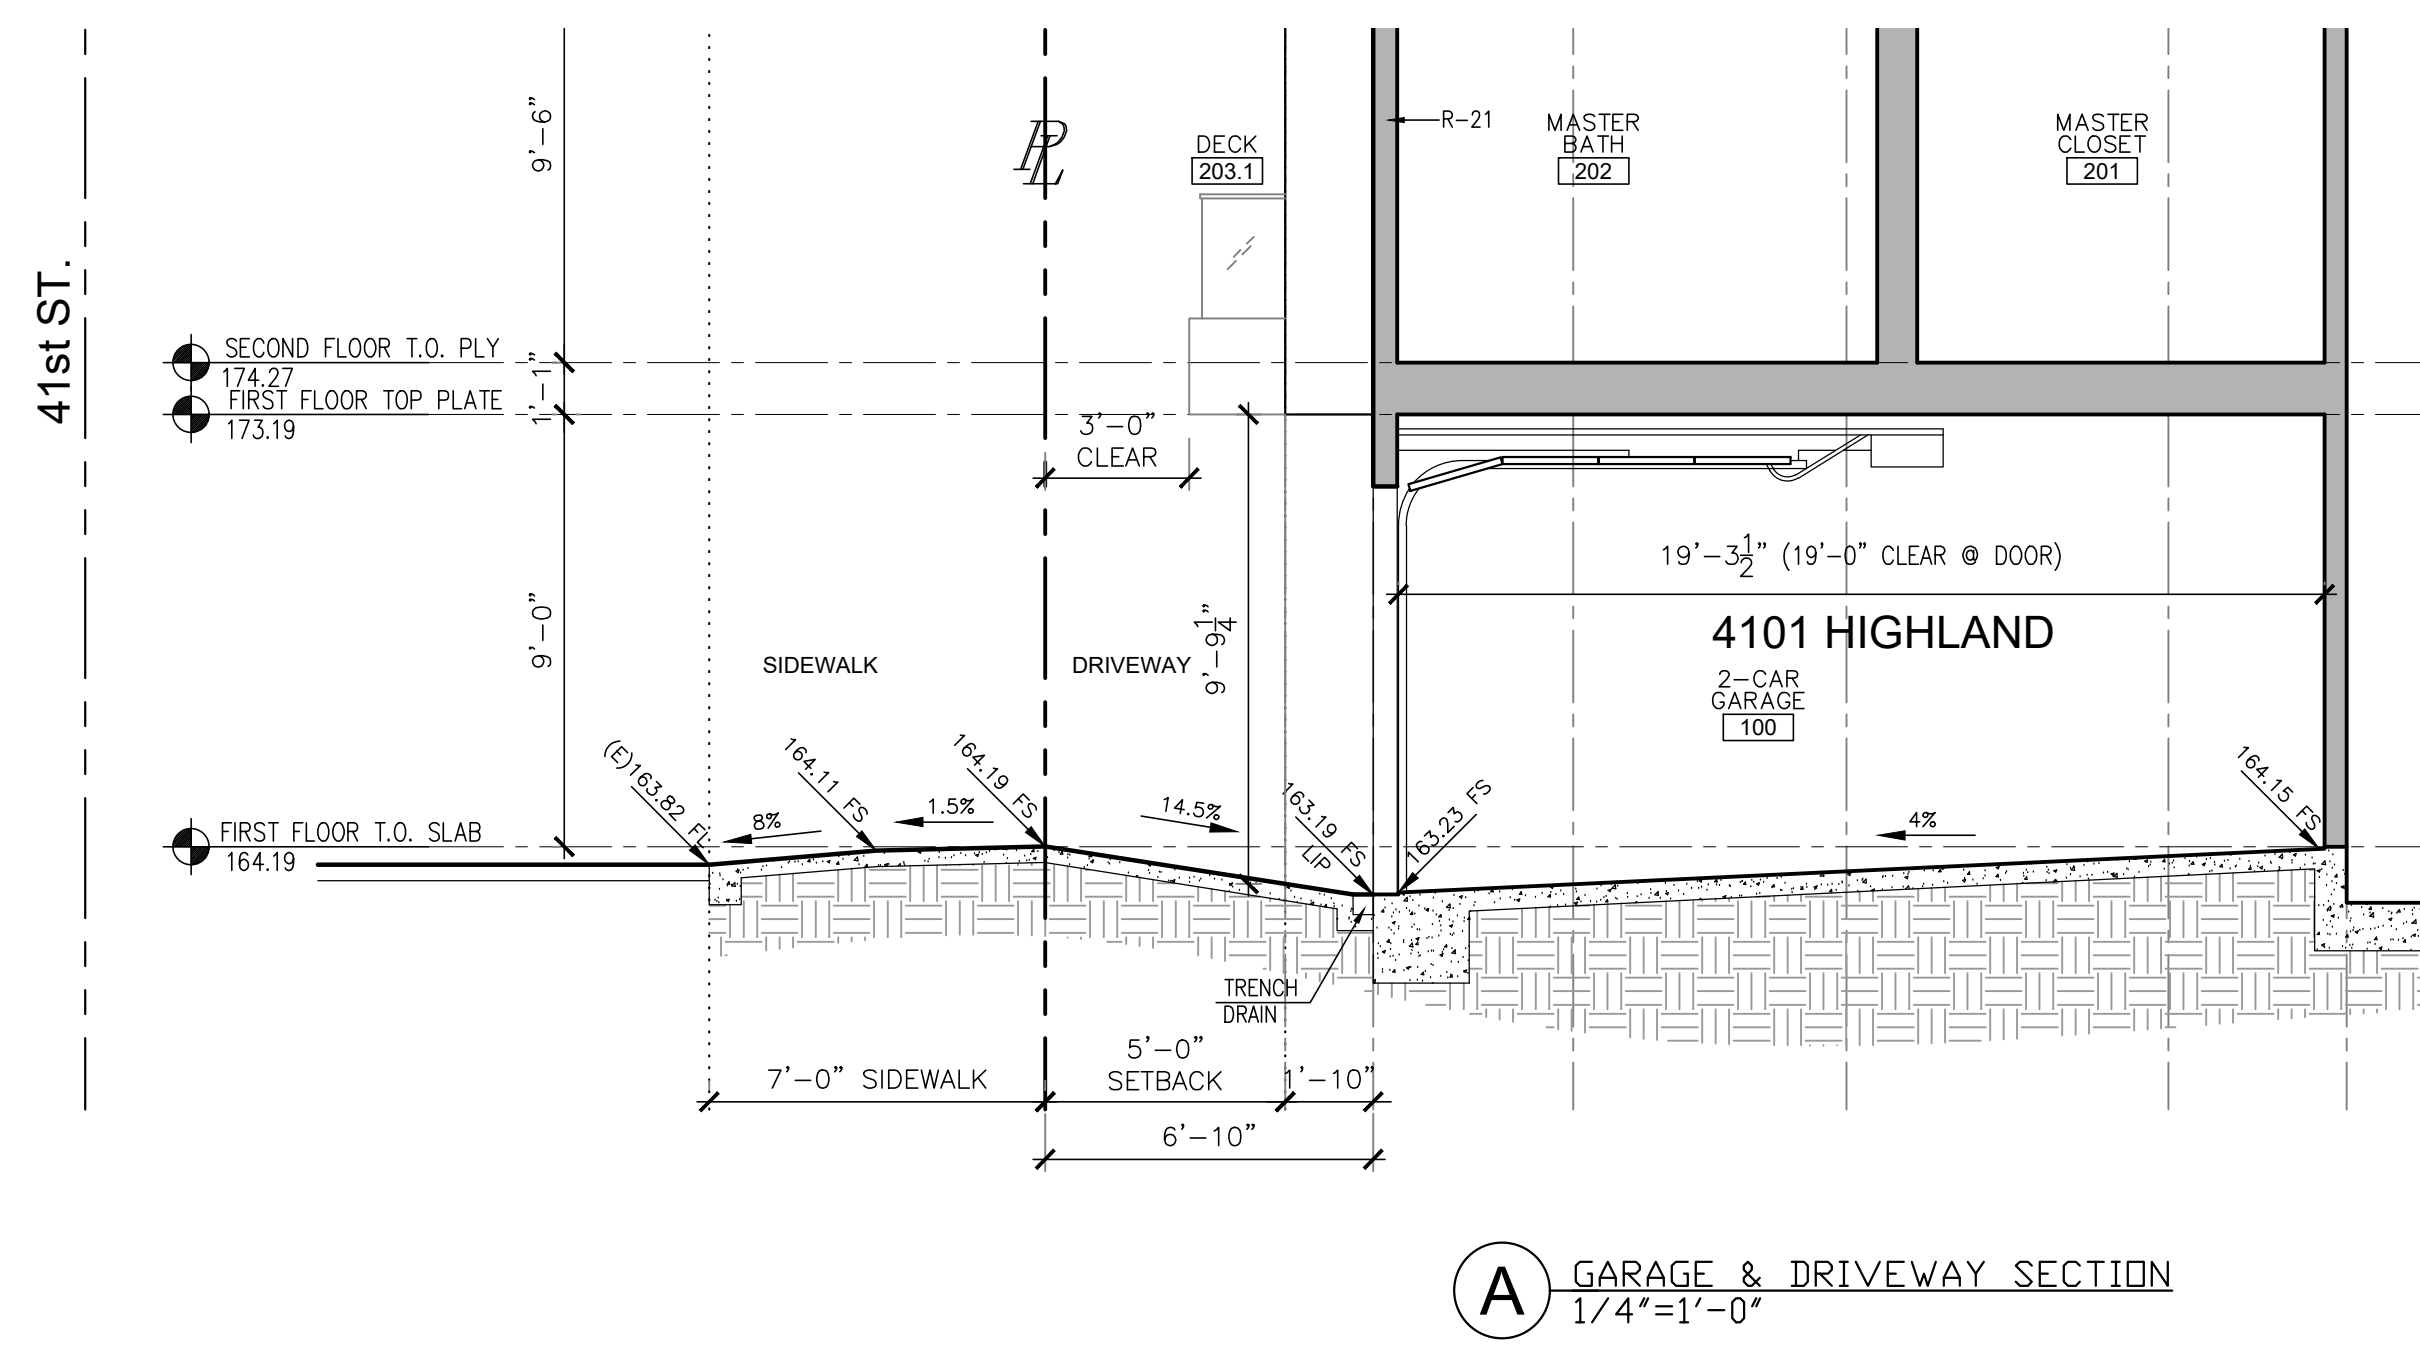 41st ST.
9'-6"
PL
DECK
203.1
R-21
MASTER
BATH
202
MASTER
CLOSET
201
SECOND FLOOR T.O. PLY
174.27
1'-1"
FIRST FLOOR TOP PLATE
173.19
3'-0"
CLEAR
19'-3 1/2" (19'-0" CLEAR @ DOOR)
9'-0"
9'-9 1/4"
4101 HIGHLAND
SIDEWALK
DRIVEWAY
2-CAR
GARAGE
100
(E)163.82 FL
8%
164.11 FS
1.5%
164.19 FS
14.5%
163.19 FS
LIP
163.23 FS
4%
164.15 FS
FIRST FLOOR T.O. SLAB
164.19
TRENCH
DRAIN
7'-0" SIDEWALK
5'-0"
SETBACK
1'-10"
6'-10"
A
GARAGE & DRIVEWAY SECTION
1/4"=1'-0"